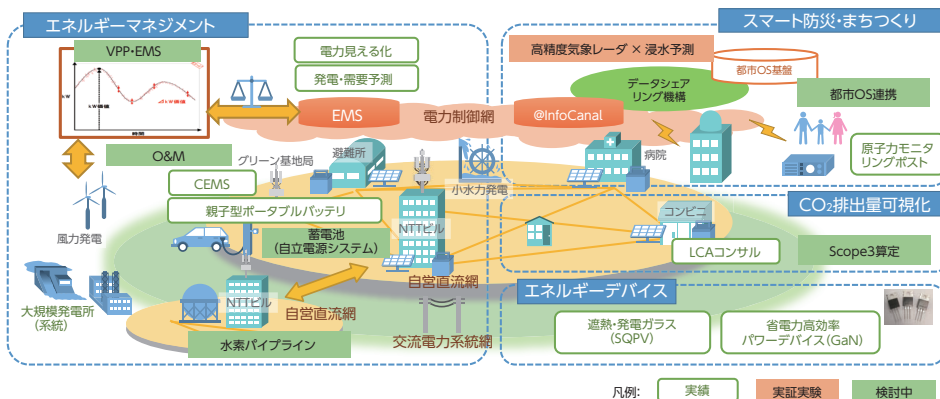 エネルギーマネジメント
スマート防災・まちづくり
VPP・EMS
kW
kW価値
ΔkW価値
時間
電力見える化
発電・需要予測
高精度気象レーダ × 浸水予測
都市OS基盤
データシェア
リング機構
都市OS連携
EMS
電力制御網
@InfoCanal
原子力モニタ
リングポスト
O&M
グリーン基地局
避難所
小水力発電
病院
CEMS
親子型ポータブルバッテリ
蓄電池
(自立電源システム)
NTTビル
コンビニ
CO₂排出量可視化
風力発電
LCAコンサル
Scope3算定
大規模発電所
(系統)
NTTビル
自営直流網
自営直流網
エネルギーデバイス
水素パイプライン
交流電力系統網
遮熱・発電ガラス
(SQPV)
省電力高効率
パワーデバイス(GaN)
凡例:
実績
実証実験
検討中